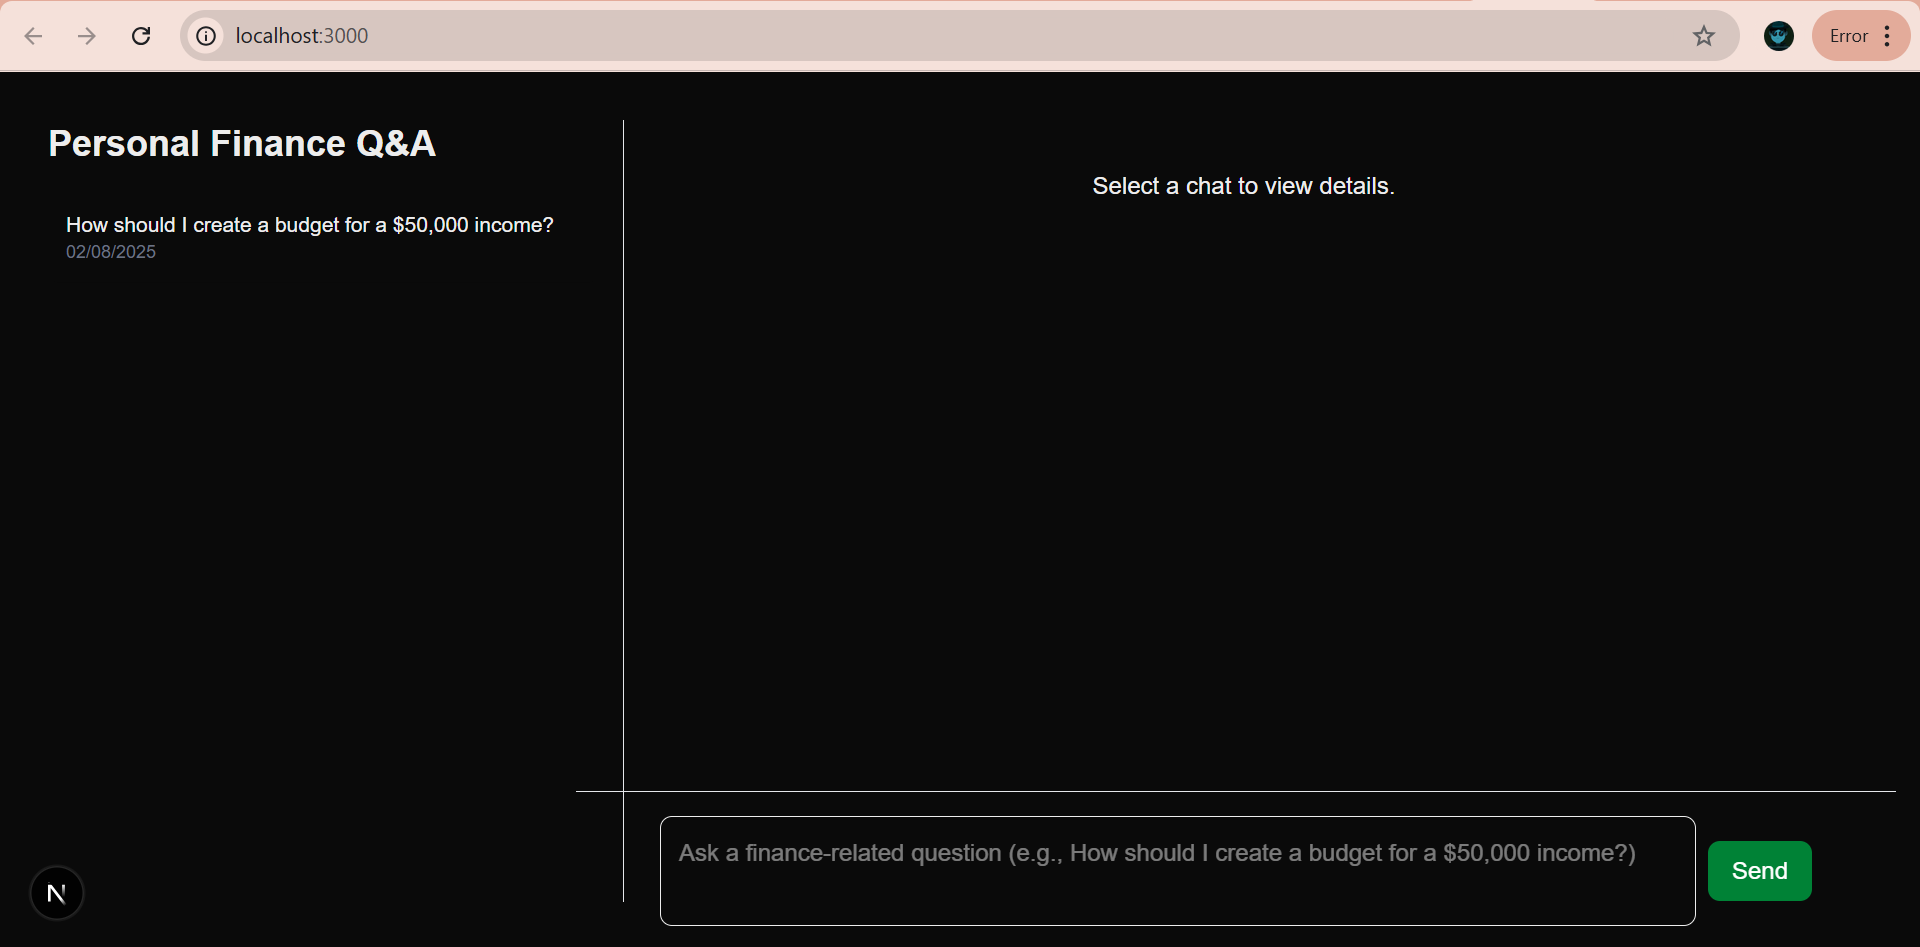 localhost:3000
Error
Personal Finance Q&A
How should I create a budget for a $50,000 income?
02/08/2025
Select a chat to view details.
Ask a finance-related question (e.g., How should I create a budget for a $50,000 income?)
Send
N